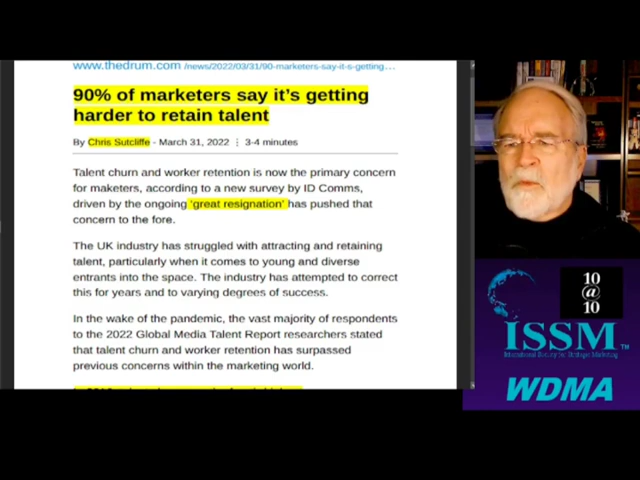 www.thedrum.com /news/2022/03/31/90-marketers-say-it-s-getting...
90% of marketers say it's getting
harder to retain talent
By Chris Sutcliffe - March 31, 2022 ⋮ 3-4 minutes
Talent churn and worker retention is now the primary concern
for maketers, according to a new survey by ID Comms,
driven by the ongoing 'great resignation' has pushed that
concern to the fore.
The UK industry has struggled with attracting and retaining
talent, particularly when it comes to young and diverse
entrants into the space. The industry has attempted to correct
this for years and to varying degrees of success.
In the wake of the pandemic, the vast majority of respondents
to the 2022 Global Media Talent Report researchers stated
that talent churn and worker retention has surpassed
previous concerns within the marketing world.
10
@
10
ISSM TM
International Society for Strategic Marketing
WDMA